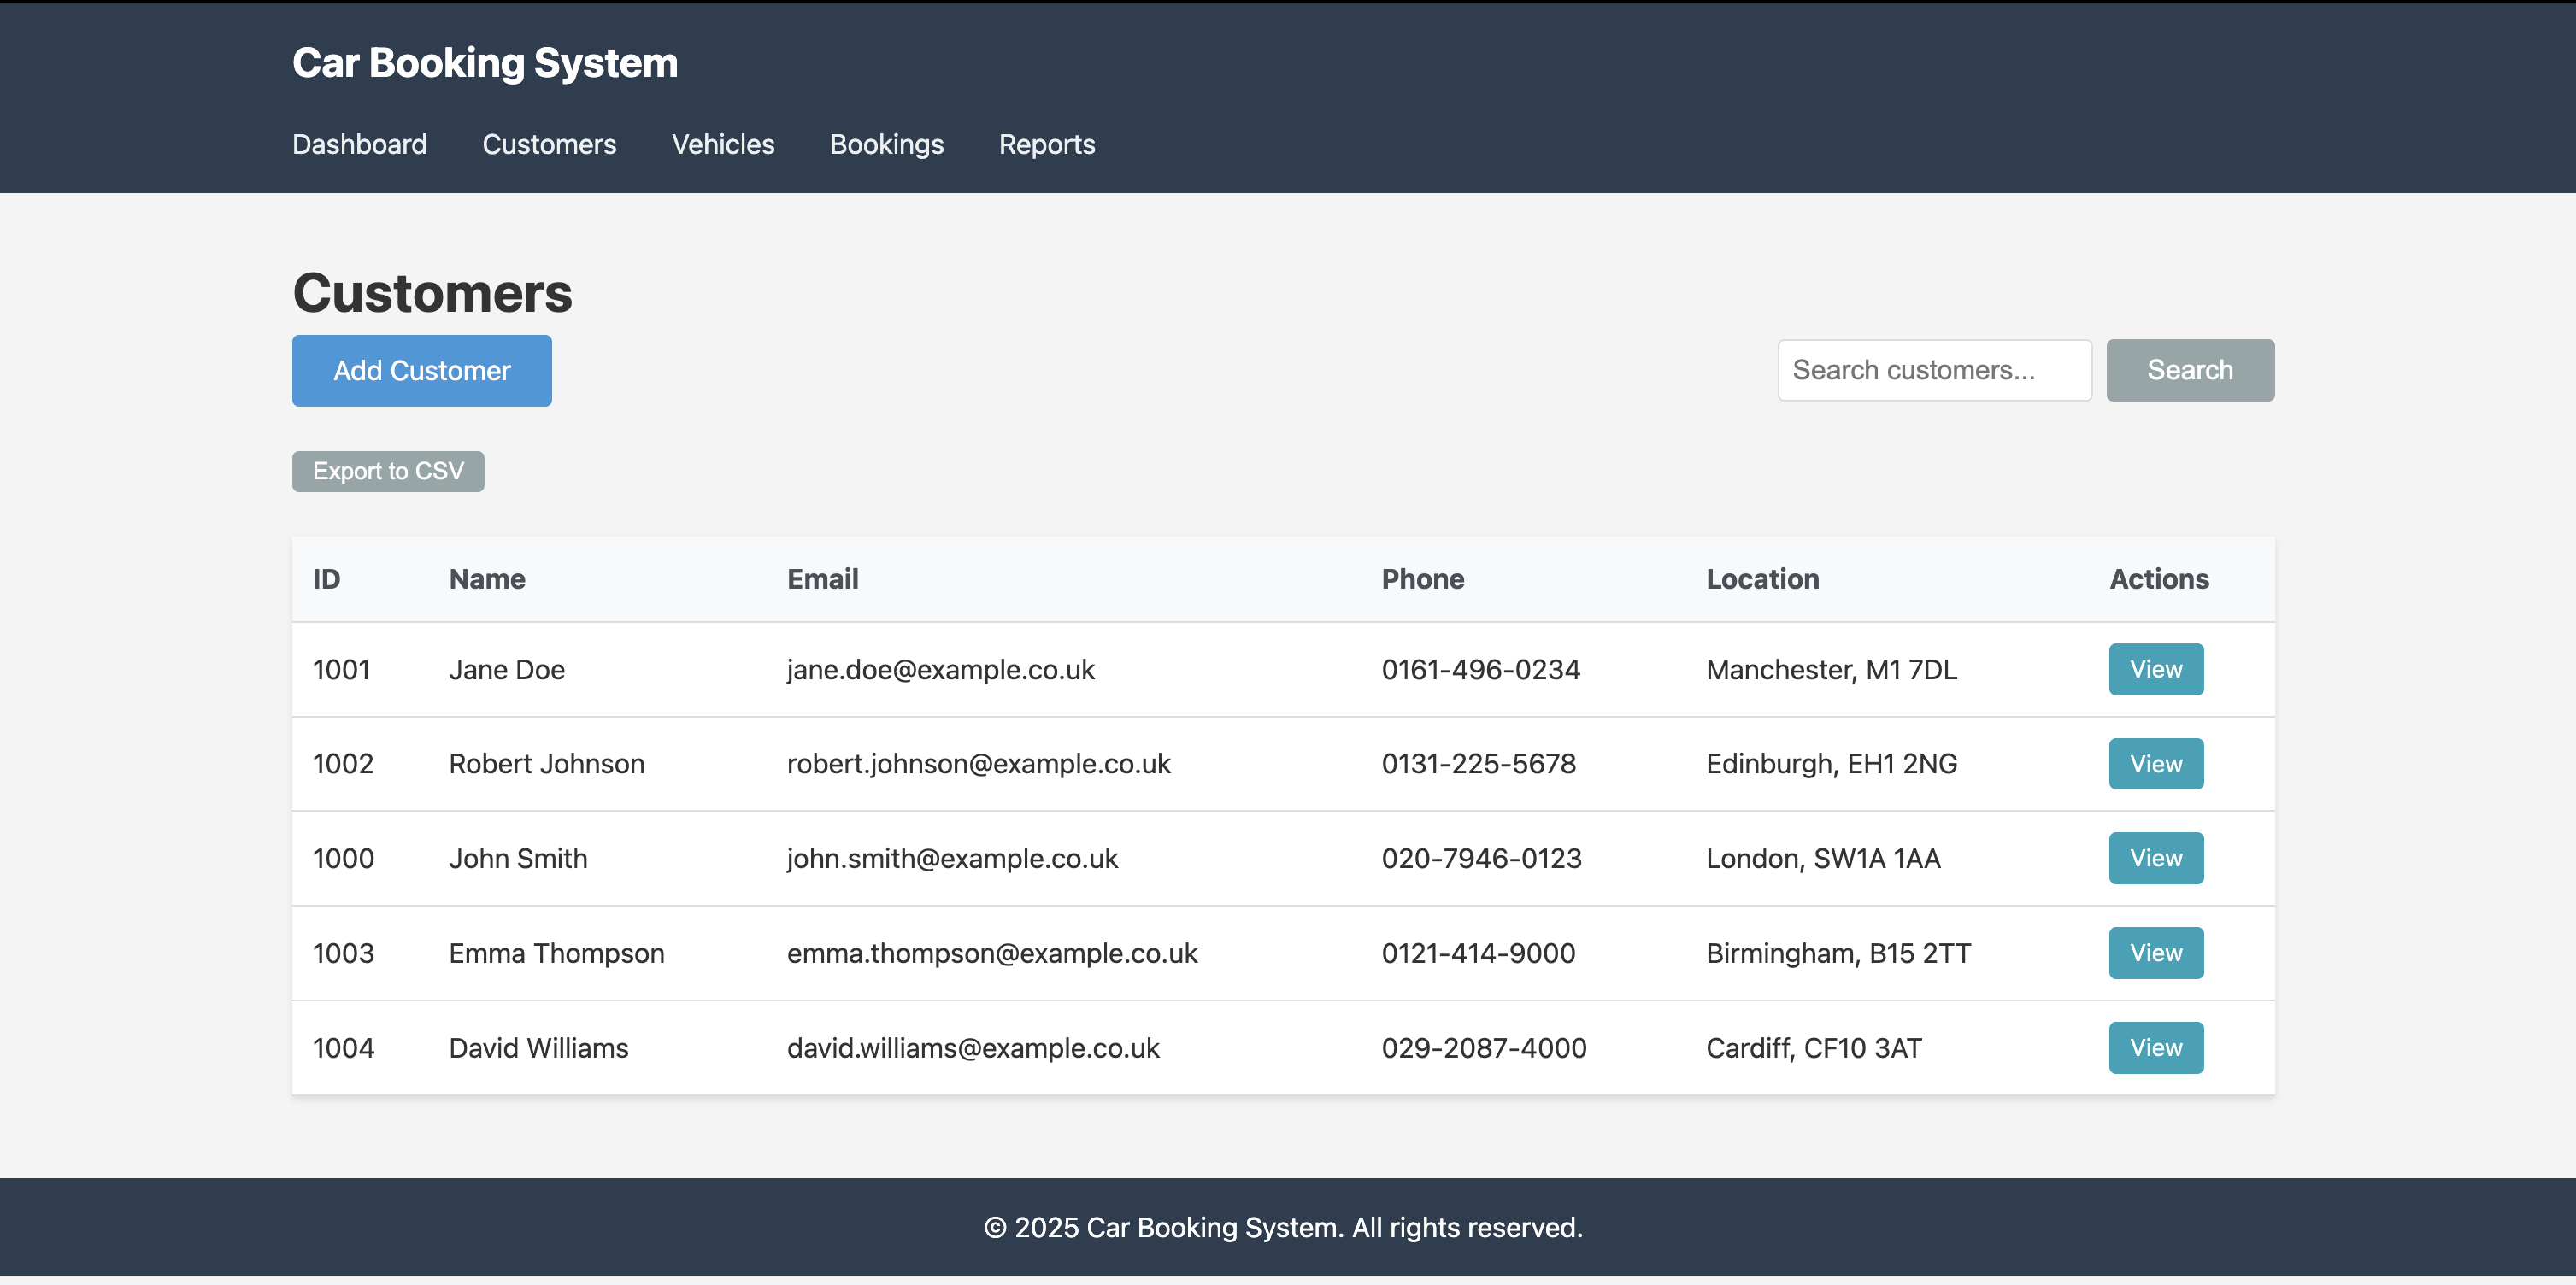 Car Booking System
Dashboard Customers Vehicles Bookings Reports
Customers
Add Customer Search customers... Search
Export to CSV
ID Name Email Phone Location Actions
1001 Jane Doe jane.doe@example.co.uk 0161-496-0234 Manchester, M1 7DL View
1002 Robert Johnson robert.johnson@example.co.uk 0131-225-5678 Edinburgh, EH1 2NG View
1000 John Smith john.smith@example.co.uk 020-7946-0123 London, SW1A 1AA View
1003 Emma Thompson emma.thompson@example.co.uk 0121-414-9000 Birmingham, B15 2TT View
1004 David Williams david.williams@example.co.uk 029-2087-4000 Cardiff, CF10 3AT View
© 2025 Car Booking System. All rights reserved.